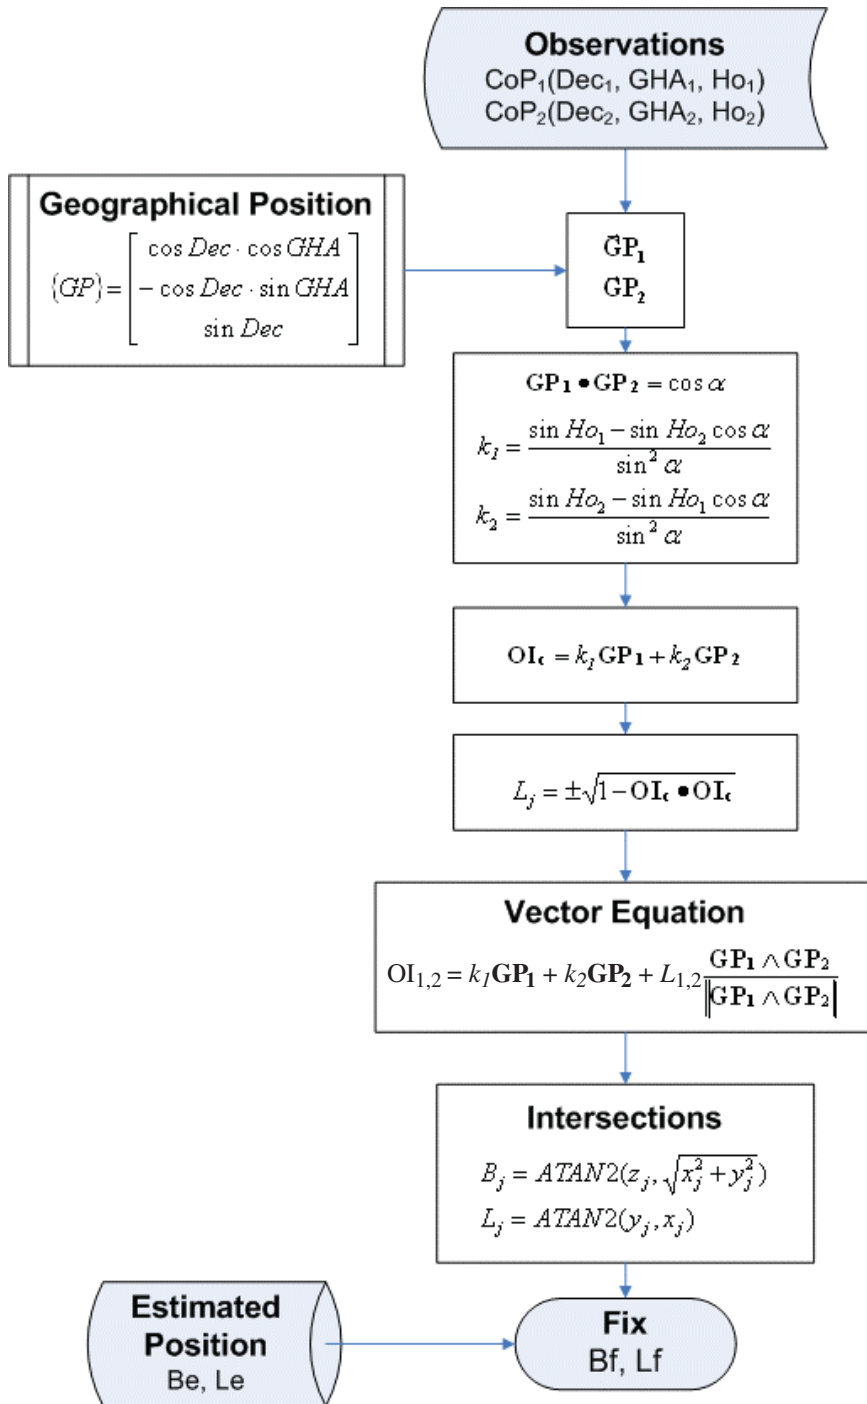 Observations
CoP₁(Dec₁, GHA₁, Ho₁)
CoP₂(Dec₂, GHA₂, Ho₂)
Geographical Position
{GP} = [cos Dec · cos GHA
− cos Dec · sin GHA
sin Dec]
GP₁
GP₂
GP₁ • GP₂ = cos α
k₁ = (sin Ho₁ − sin Ho₂ cos α) / sin² α
k₂ = (sin Ho₂ − sin Ho₁ cos α) / sin² α
OI𝒸 = k₁GP₁ + k₂GP₂
Lⱼ = ±√(1 − OI𝒸 • OI𝒸)
Vector Equation
OI₁,₂ = k₁GP₁ + k₂GP₂ + L₁,₂ (GP₁ ∧ GP₂) / ‖GP₁ ∧ GP₂‖
Intersections
Bⱼ = ATAN2(zⱼ, √(xⱼ² + yⱼ²))
Lⱼ = ATAN2(yⱼ, xⱼ)
Estimated
Position
Be, Le
Fix
Bf, Lf